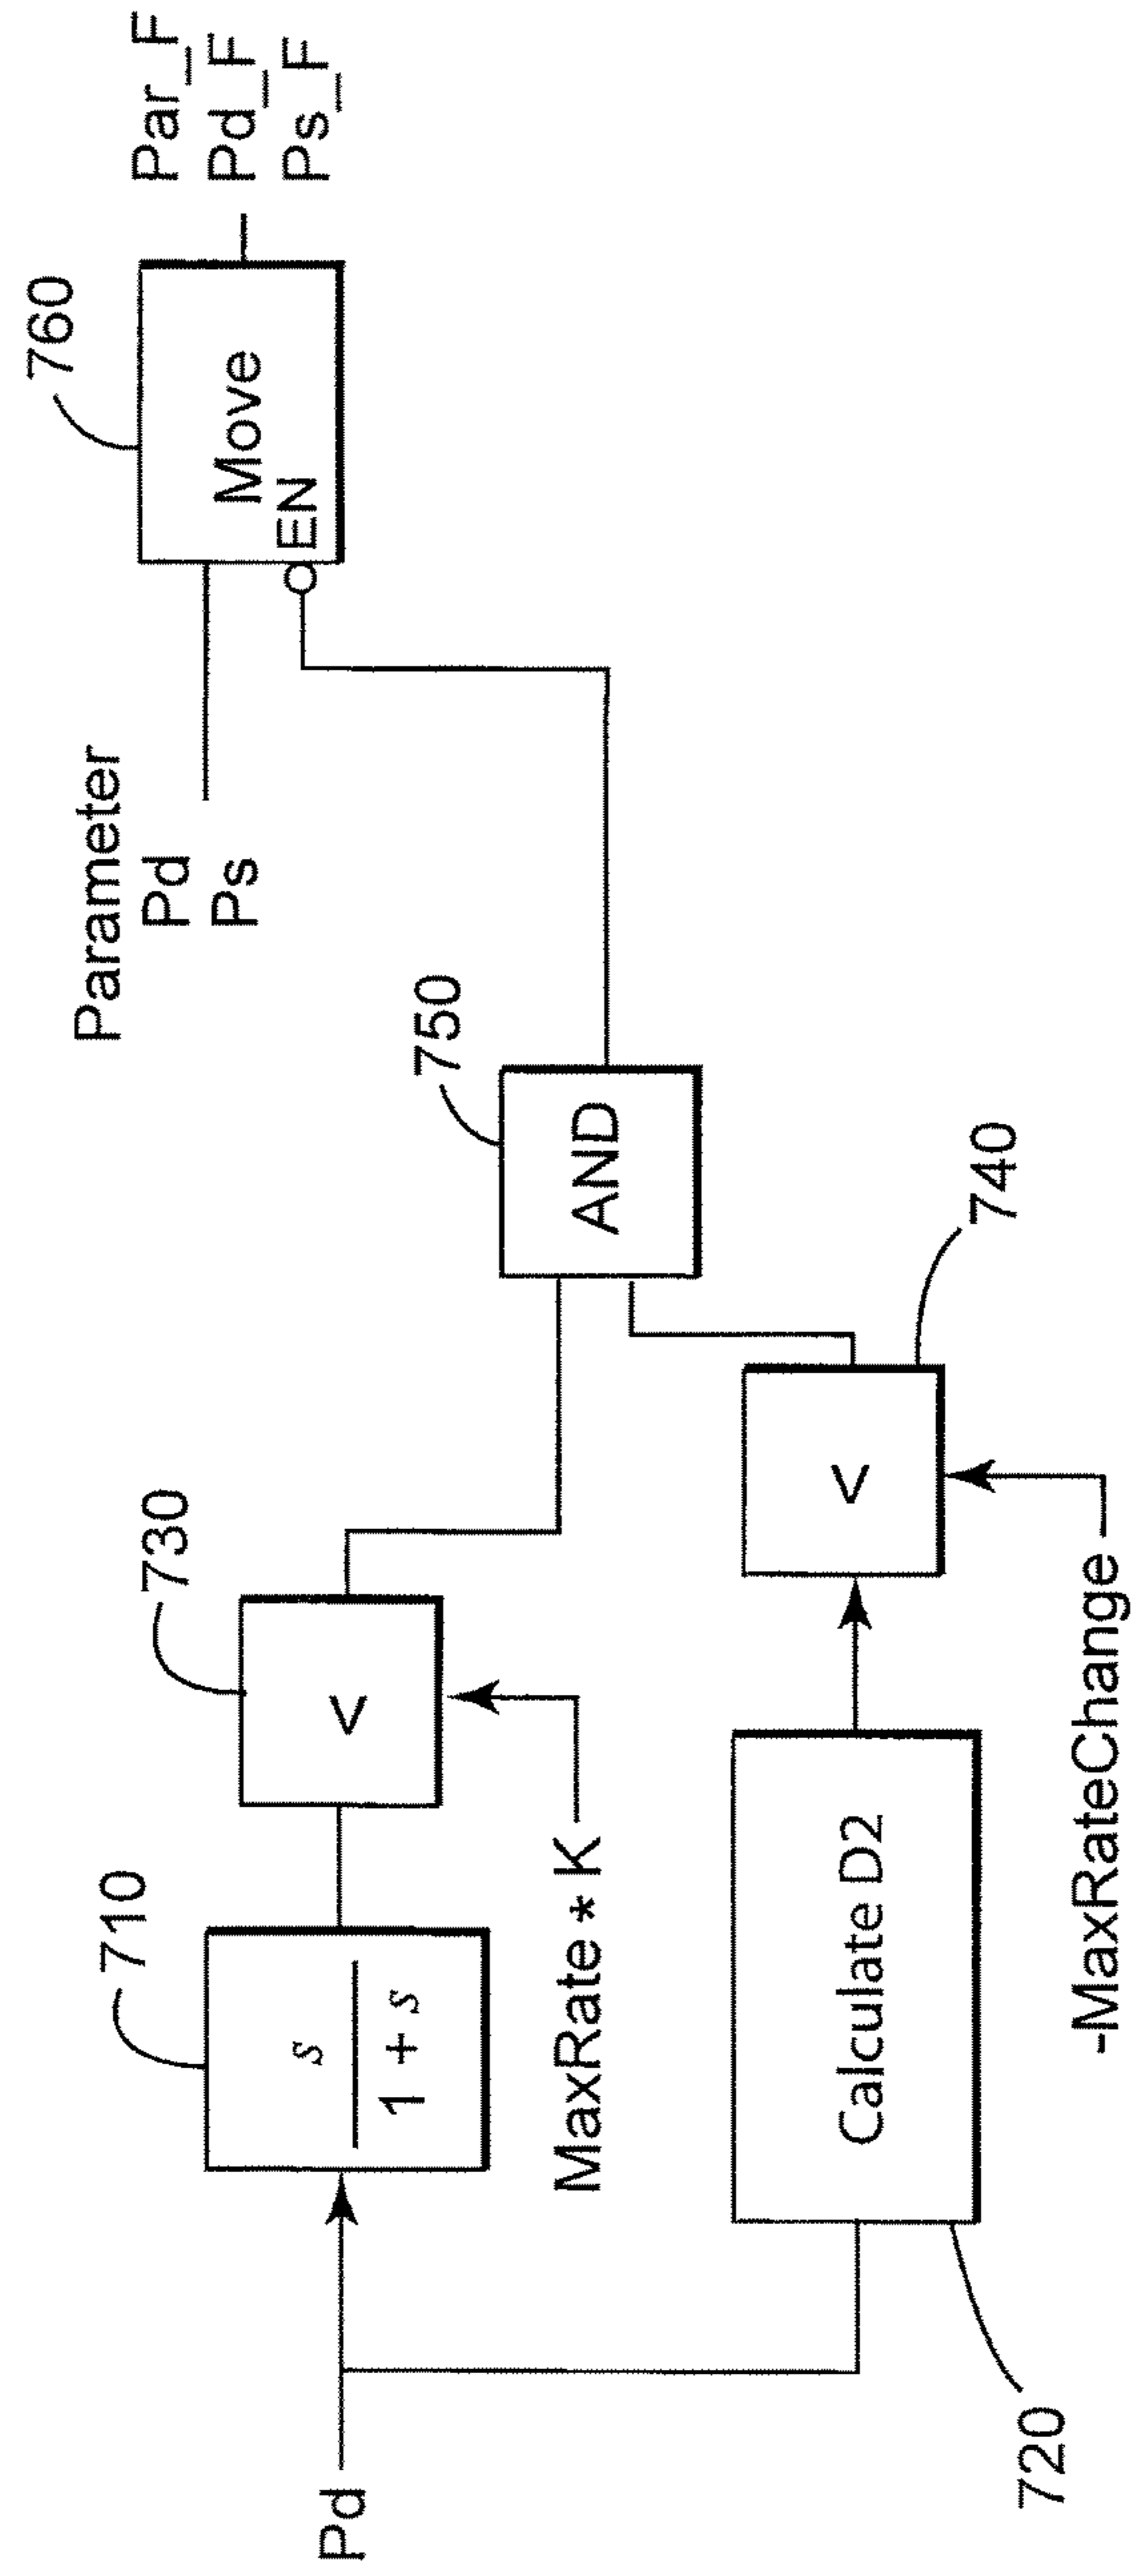 760
Par_F
Pd_F
Ps_F
Parameter
Pd
Ps
Move
EN
710
730
s
1 + s
<
Pd
MaxRate * K
750
AND
Calculate D2
<
740
720
-MaxRateChange